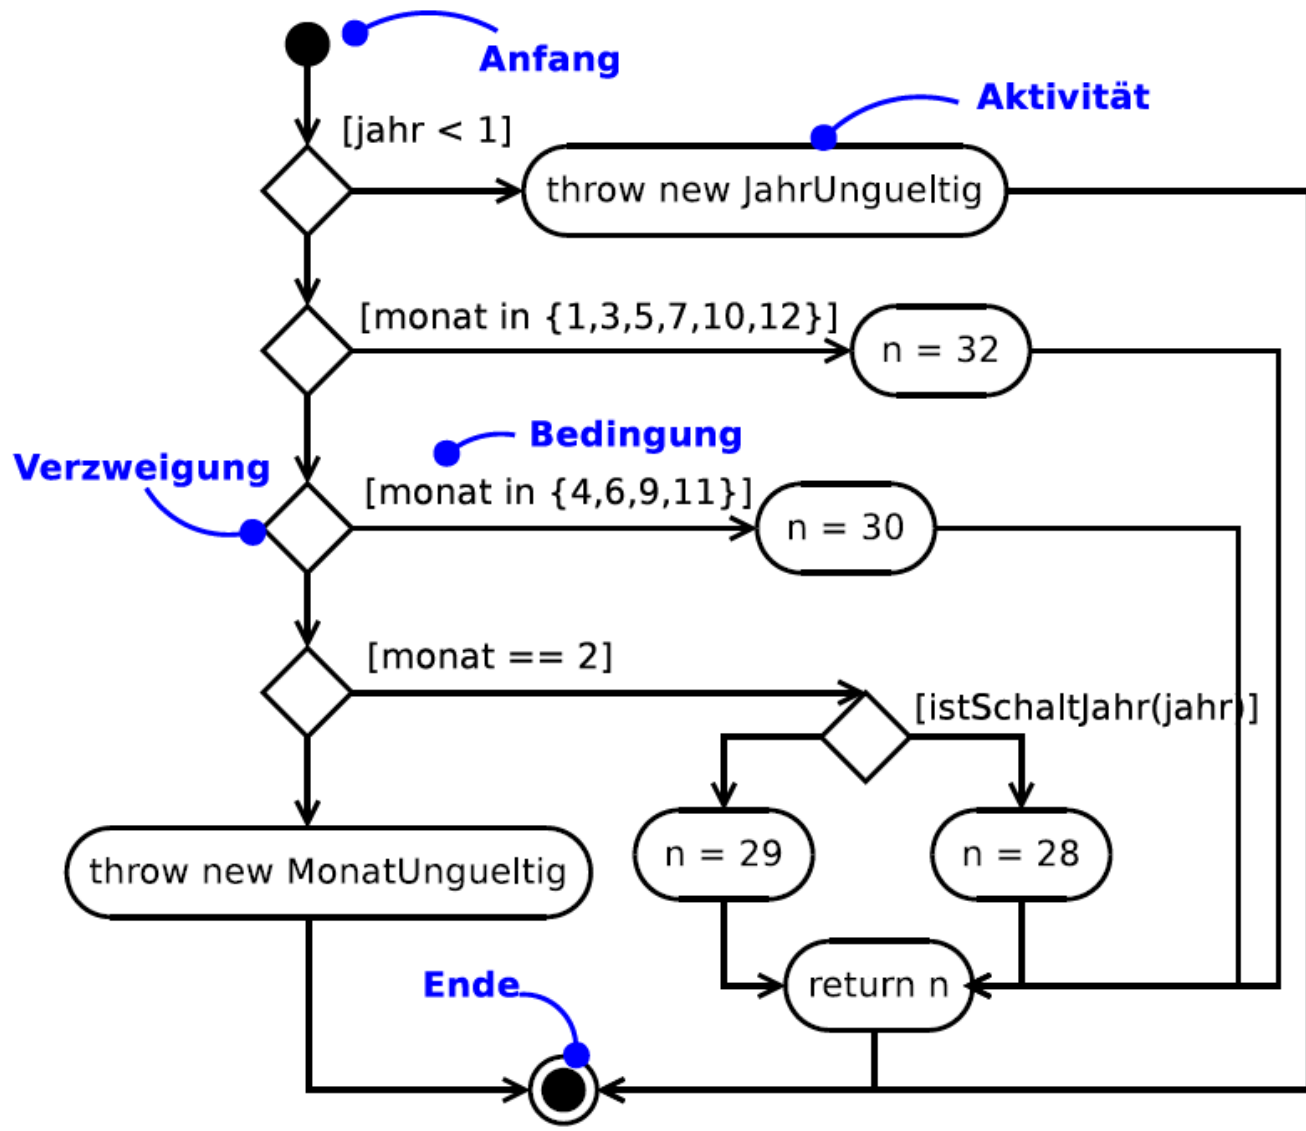 Anfang
Aktivität
[jahr < 1]
throw new JahrUngueltig
[monat in {1,3,5,7,10,12}]
n = 32
Bedingung
Verzweigung
[monat in {4,6,9,11}]
n = 30
[monat == 2]
[istSchaltJahr(jahr)]
n = 29
n = 28
throw new MonatUngueltig
Ende
return n